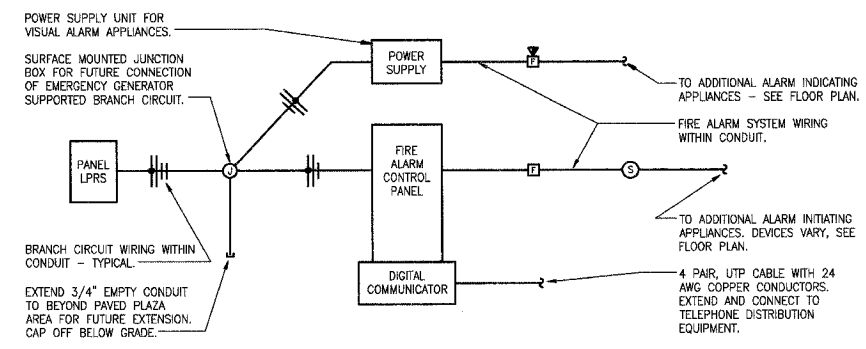 POWER SUPPLY UNIT FOR
VISUAL ALARM APPLIANCES.
SURFACE MOUNTED JUNCTION
BOX FOR FUTURE CONNECTION
OF EMERGENCY GENERATOR
SUPPORTED BRANCH CIRCUIT.
POWER
SUPPLY
F
TO ADDITIONAL ALARM INDICATING
APPLIANCES - SEE FLOOR PLAN.
FIRE ALARM SYSTEM WIRING
WITHIN CONDUIT.
PANEL
LPRS
J
FIRE
ALARM
CONTROL
PANEL
F
S
TO ADDITIONAL ALARM INITIATING
APPLIANCES. DEVICES VARY, SEE
FLOOR PLAN.
BRANCH CIRCUIT WIRING WITHIN
CONDUIT - TYPICAL.
EXTEND 3/4" EMPTY CONDUIT
TO BEYOND PAVED PLAZA
AREA FOR FUTURE EXTENSION.
CAP OFF BELOW GRADE.
DIGITAL
COMMUNICATOR
4 PAIR, UTP CABLE WITH 24
AWG COPPER CONDUCTORS.
EXTEND AND CONNECT TO
TELEPHONE DISTRIBUTION
EQUIPMENT.